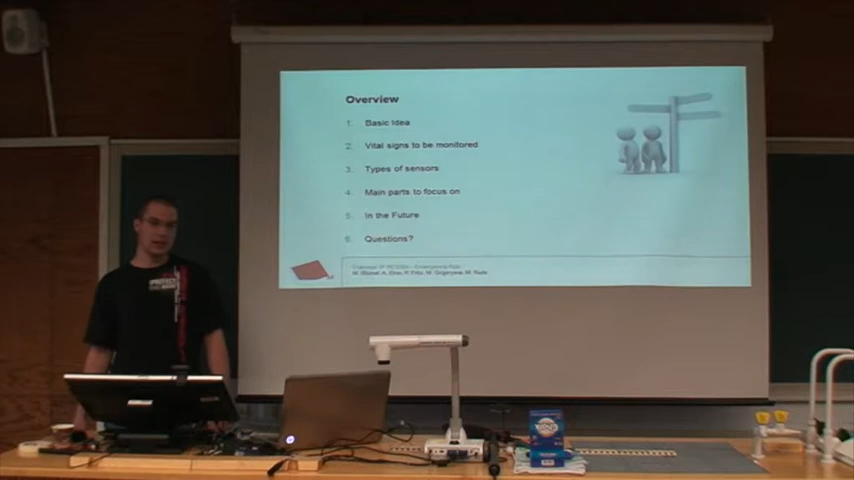 Overview
1. Basic Idea
2. Vital signs to be monitored
3. Types of sensors
4. Main parts to focus on
5. In the Future
6. Questions?